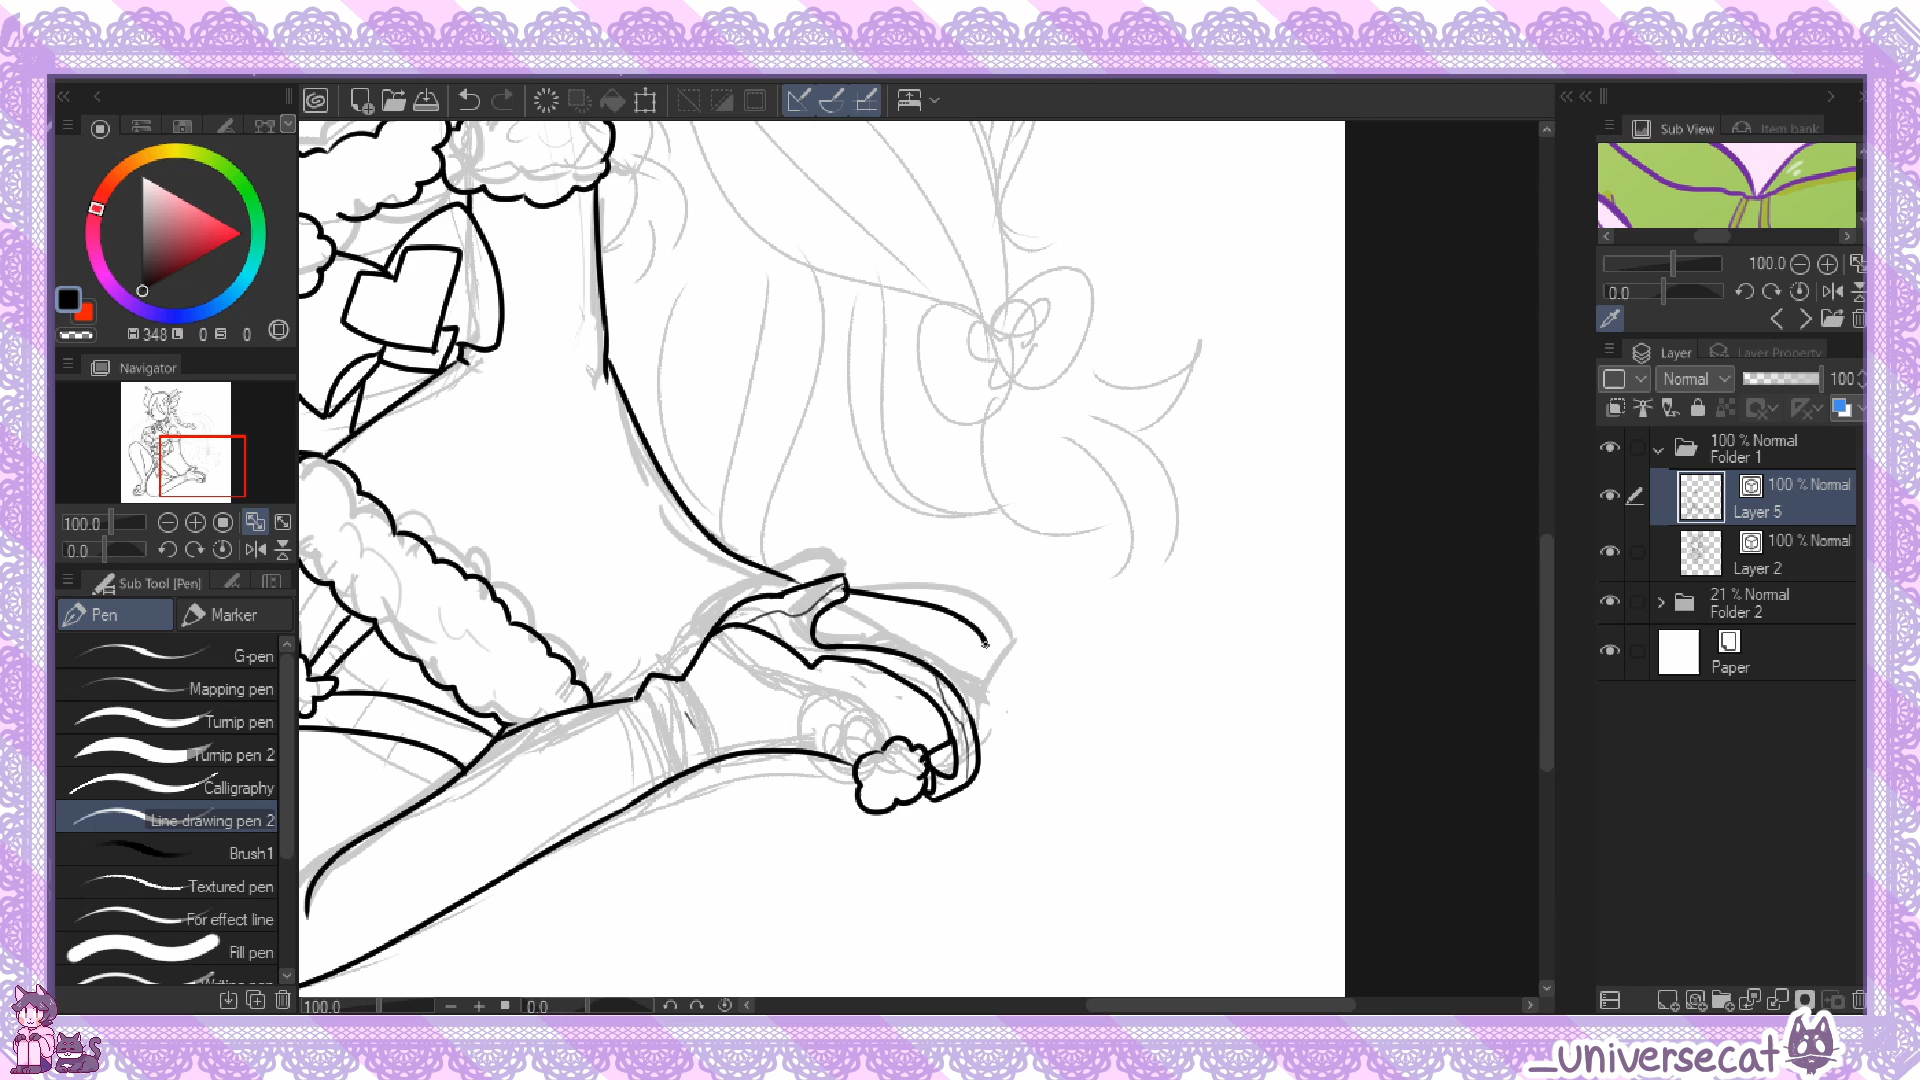 Sub View
Item bank
348
0
0
100.0
0.0
Navigator
Layer
Layer Property
Normal
100
100 % Normal
Folder 1
100 % Normal
Layer 5
100 % Normal
Layer 2
21 % Normal
Folder 2
Paper
100.0
0.0
Sub Tool [Pen]
Pen
Marker
G-pen
Mapping pen
Turnip pen
Turnip pen 2
Calligraphy
Line drawing pen 2
Brush1
Textured pen
For effect line
Fill pen
100.0
0.0
_universecat